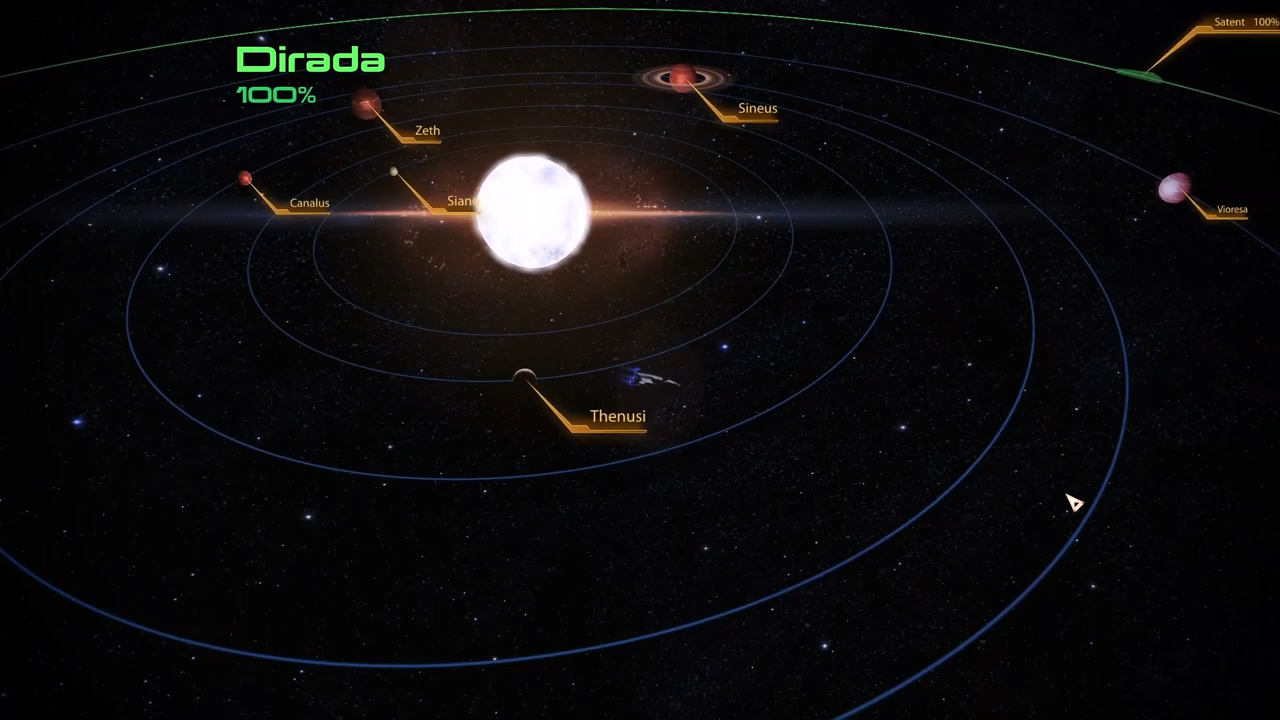 Satent 100%
Dirada
100%
Sineus
Zeth
Canalus
Vioresa
Thenusi